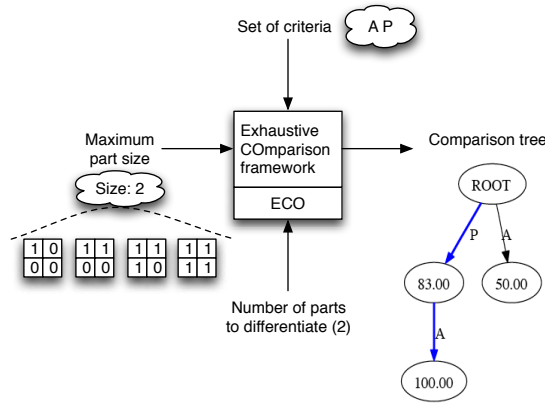 Set of criteria
A P
Maximum
part size
Exhaustive
COmparison
framework
ECO
Comparison tree
Size: 2
ROOT
P
A
1 0
0 0
1 1
0 0
1 1
1 0
1 1
1 1
83.00
50.00
Number of parts
to differentiate (2)
A
100.00